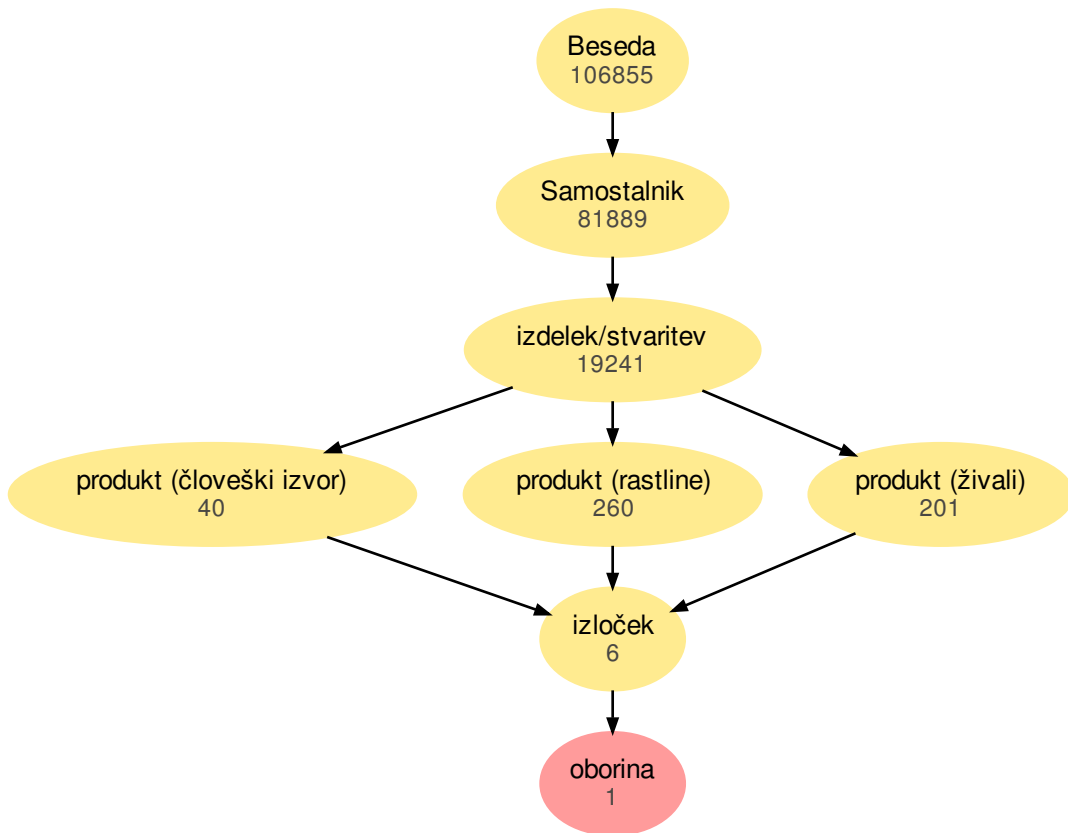 Beseda
106855
Samostalnik
81889
izdelek/stvaritev
19241
produkt (človeški izvor)
40
produkt (rastline)
260
produkt (živali)
201
izloček
6
oborina
1